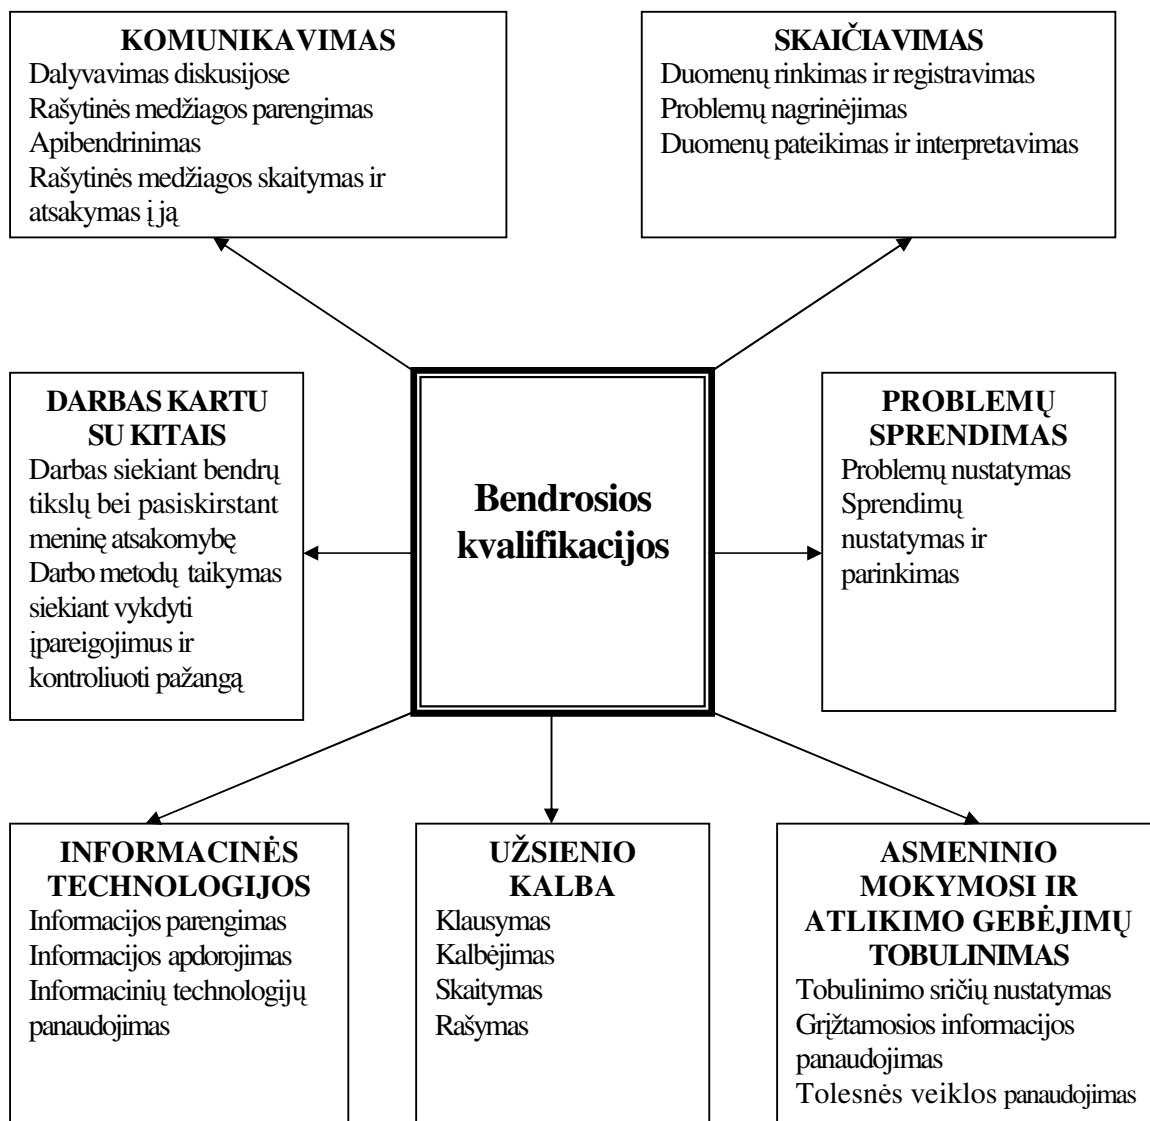 KOMUNIKAVIMAS
Dalyvavimas diskusijose
Rašytinės medžiagos parengimas
Apibendrinimas
Rašytinės medžiagos skaitymas ir
atsakymas į ją
SKAIČIAVIMAS
Duomenų rinkimas ir registravimas
Problemų nagrinėjimas
Duomenų pateikimas ir interpretavimas
DARBAS KARTU
SU KITAIS
Darbas siekiant bendrų
tikslų bei pasiskirstant
meninę atsakomybę
Darbo metodų taikymas
siekiant vykdyti
įpareigojimus ir
kontroliuoti pažangą
Bendrosios
kvalifikacijos
PROBLEMŲ
SPRENDIMAS
Problemų nustatymas
Sprendimų
nustatymas ir
parinkimas
INFORMACINĖS
TECHNOLOGIJOS
Informacijos parengimas
Informacijos apdorojimas
Informacinių technologijų
panaudojimas
UŽSIENIO
KALBA
Klausymas
Kalbėjimas
Skaitymas
Rašymas
ASMENINIO
MOKYMOSI IR
ATLIKIMO GEBĖJIMŲ
TOBULINIMAS
Tobulinimo sričių nustatymas
Grįžtamosios informacijos
panaudojimas
Tolesnės veiklos panaudojimas